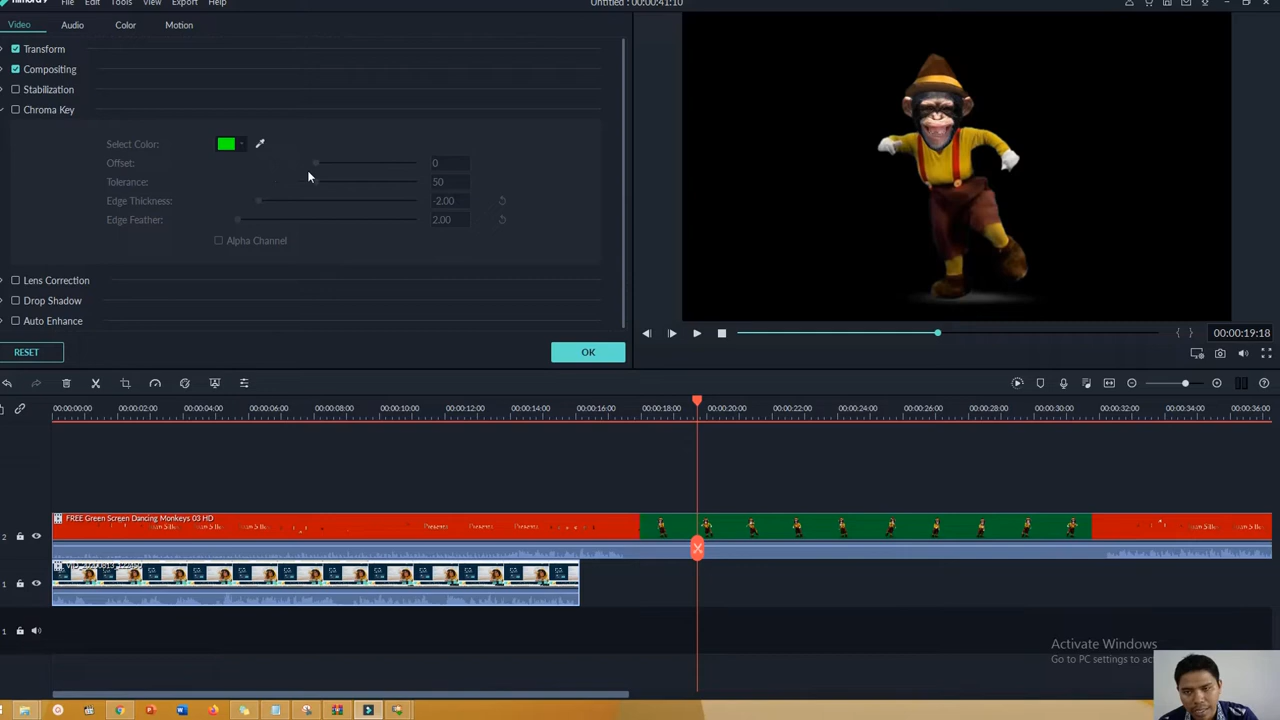 File Edit Tools View Export Help
Untitled : 00:00:41:10
Video Audio Color Motion
Transform
Compositing
Stabilization
Chroma Key
Select Color:
Offset: 0
Tolerance: 50
Edge Thickness: -2.00
Edge Feather: 2.00
Alpha Channel
Lens Correction
Drop Shadow
Auto Enhance
RESET OK
00:00:19:18
00:00:00:00 00:00:02:00 00:00:04:00 00:00:06:00 00:00:08:00 00:00:10:00 00:00:12:00 00:00:14:00 00:00:16:00 00:00:18:00 00:00:20:00 00:00:22:00 00:00:24:00 00:00:26:00 00:00:28:00 00:00:30:00 00:00:32:00 00:00:34:00 00:00:36:00
FREE Green Screen Dancing Monkeys 03 HD
2
1
1
Activate Windows
Go to PC settings to